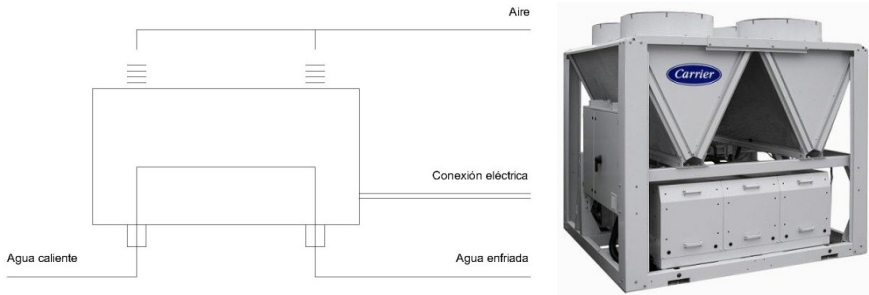 Aire
Carrier
Conexión eléctrica
Agua caliente
Agua enfriada